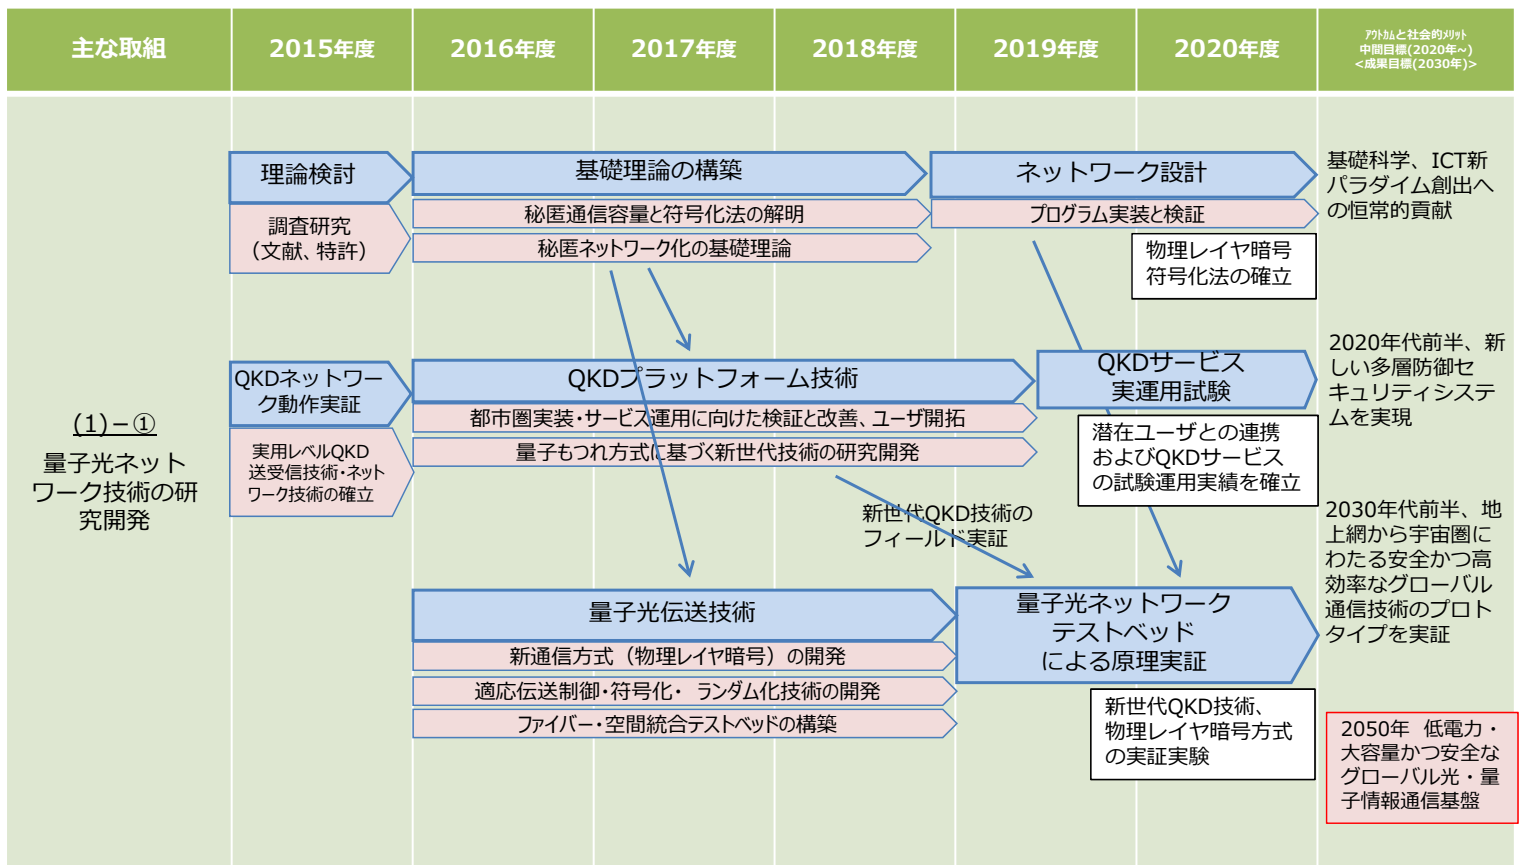 主な取組
2015年度
2016年度
2017年度
2018年度
2019年度
2020年度
ｱｳﾄｶﾑと社会的ﾒﾘｯﾄ
中間目標(2020年~)
<成果目標(2030年)>
(1)－①
量子光ネット
ワーク技術の研
究開発
理論検討
調査研究
（文献、特許）
基礎理論の構築
秘匿通信容量と符号化法の解明
秘匿ネットワーク化の基礎理論
ネットワーク設計
プログラム実装と検証
物理レイヤ暗号
符号化法の確立
基礎科学、ICT新
パラダイム創出へ
の恒常的貢献
QKDネットワー
ク動作実証
実用レベルQKD
送受信技術・ネット
ワーク技術の確立
QKDプラットフォーム技術
都市圏実装・サービス運用に向けた検証と改善、ユーザ開拓
量子もつれ方式に基づく新世代技術の研究開発
QKDサービス
実運用試験
潜在ユーザとの連携
およびQKDサービス
の試験運用実績を確立
2020年代前半、新
しい多層防御セ
キュリティシステ
ムを実現
新世代QKD技術の
フィールド実証
量子光伝送技術
新通信方式（物理レイヤ暗号）の開発
適応伝送制御・符号化・ ランダム化技術の開発
ファイバー・空間統合テストベッドの構築
量子光ネットワーク
テストベッド
による原理実証
新世代QKD技術、
物理レイヤ暗号方式
の実証実験
2030年代前半、地
上網から宇宙圏に
わたる安全かつ高
効率なグローバル
通信技術のプロト
タイプを実証
2050年 低電力・
大容量かつ安全な
グローバル光・量
子情報通信基盤